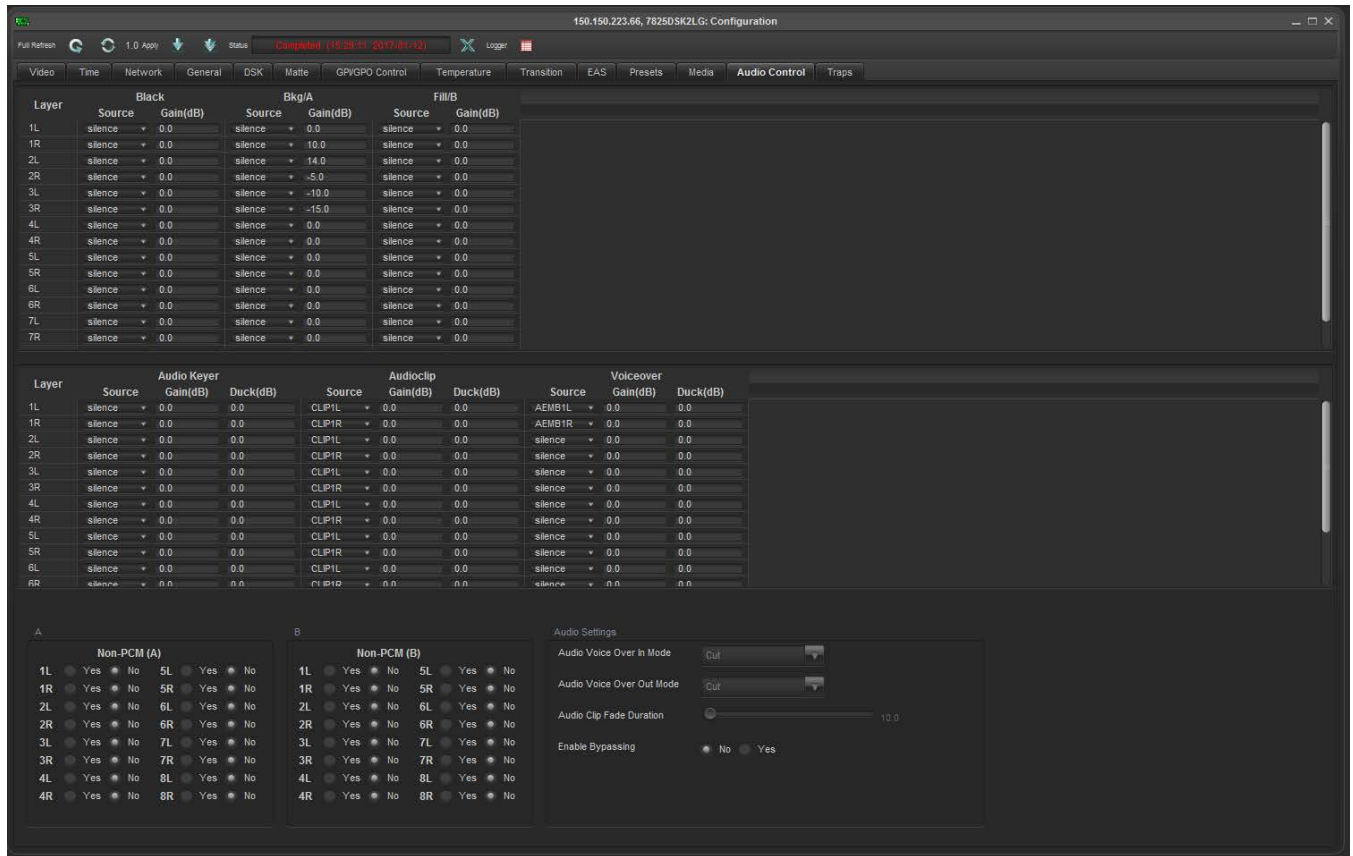 150.150.223.66, 7825DSK2LG: Configuration
Full Refresh 1.0 Apply Status Completed (15:29:11 2017/01/12) Logger
Video Time Network General DSK Matte GPI/GPO Control Temperature Transition EAS Presets Media Audio Control Traps
Layer Black Bkg/A Fill/B
Source Gain(dB) Source Gain(dB) Source Gain(dB)
1L silence 0.0 silence 0.0 silence 0.0
1R silence 0.0 silence 10.0 silence 0.0
2L silence 0.0 silence 14.0 silence 0.0
2R silence 0.0 silence -5.0 silence 0.0
3L silence 0.0 silence -10.0 silence 0.0
3R silence 0.0 silence -15.0 silence 0.0
4L silence 0.0 silence 0.0 silence 0.0
4R silence 0.0 silence 0.0 silence 0.0
5L silence 0.0 silence 0.0 silence 0.0
5R silence 0.0 silence 0.0 silence 0.0
6L silence 0.0 silence 0.0 silence 0.0
6R silence 0.0 silence 0.0 silence 0.0
7L silence 0.0 silence 0.0 silence 0.0
7R silence 0.0 silence 0.0 silence 0.0
Layer Audio Keyer Audioclip Voiceover
Source Gain(dB) Duck(dB) Source Gain(dB) Duck(dB) Source Gain(dB) Duck(dB)
1L silence 0.0 0.0 CLIP1L 0.0 0.0 AEMB1L 0.0 0.0
1R silence 0.0 0.0 CLIP1R 0.0 0.0 AEMB1R 0.0 0.0
2L silence 0.0 0.0 CLIP1L 0.0 0.0 silence 0.0 0.0
2R silence 0.0 0.0 CLIP1R 0.0 0.0 silence 0.0 0.0
3L silence 0.0 0.0 CLIP1L 0.0 0.0 silence 0.0 0.0
3R silence 0.0 0.0 CLIP1R 0.0 0.0 silence 0.0 0.0
4L silence 0.0 0.0 CLIP1L 0.0 0.0 silence 0.0 0.0
4R silence 0.0 0.0 CLIP1R 0.0 0.0 silence 0.0 0.0
5L silence 0.0 0.0 CLIP1L 0.0 0.0 silence 0.0 0.0
5R silence 0.0 0.0 CLIP1R 0.0 0.0 silence 0.0 0.0
6L silence 0.0 0.0 CLIP1L 0.0 0.0 silence 0.0 0.0
6R silence 0.0 0.0 CLIP1R 0.0 0.0 silence 0.0 0.0
A
Non-PCM (A)
1L Yes No 5L Yes No
1R Yes No 5R Yes No
2L Yes No 6L Yes No
2R Yes No 6R Yes No
3L Yes No 7L Yes No
3R Yes No 7R Yes No
4L Yes No 8L Yes No
4R Yes No 8R Yes No
B
Non-PCM (B)
1L Yes No 5L Yes No
1R Yes No 5R Yes No
2L Yes No 6L Yes No
2R Yes No 6R Yes No
3L Yes No 7L Yes No
3R Yes No 7R Yes No
4L Yes No 8L Yes No
4R Yes No 8R Yes No
Audio Settings
Audio Voice Over In Mode Cut
Audio Voice Over Out Mode Cut
Audio Clip Fade Duration 10.0
Enable Bypassing No Yes